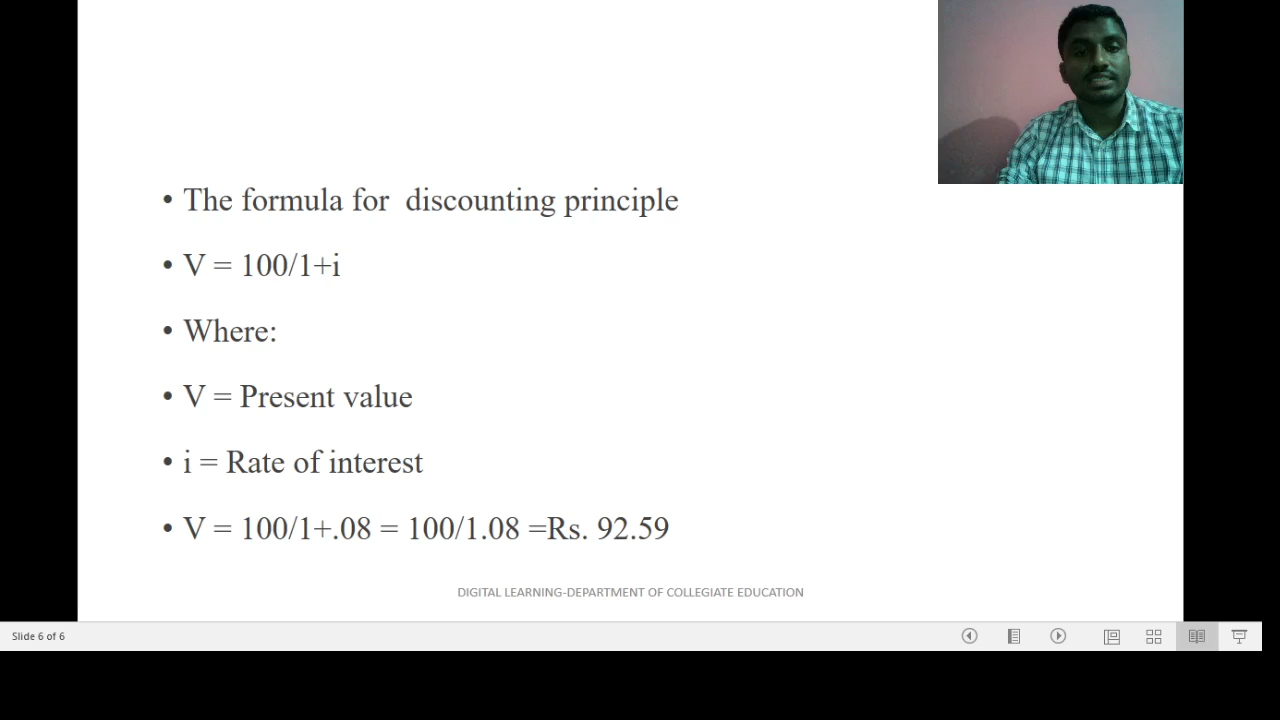 • The formula for  discounting principle
• V = 100/1+i
• Where:
• V = Present value
• i = Rate of interest
• V = 100/1+.08 = 100/1.08 =Rs. 92.59
DIGITAL LEARNING-DEPARTMENT OF COLLEGIATE EDUCATION
Slide 6 of 6